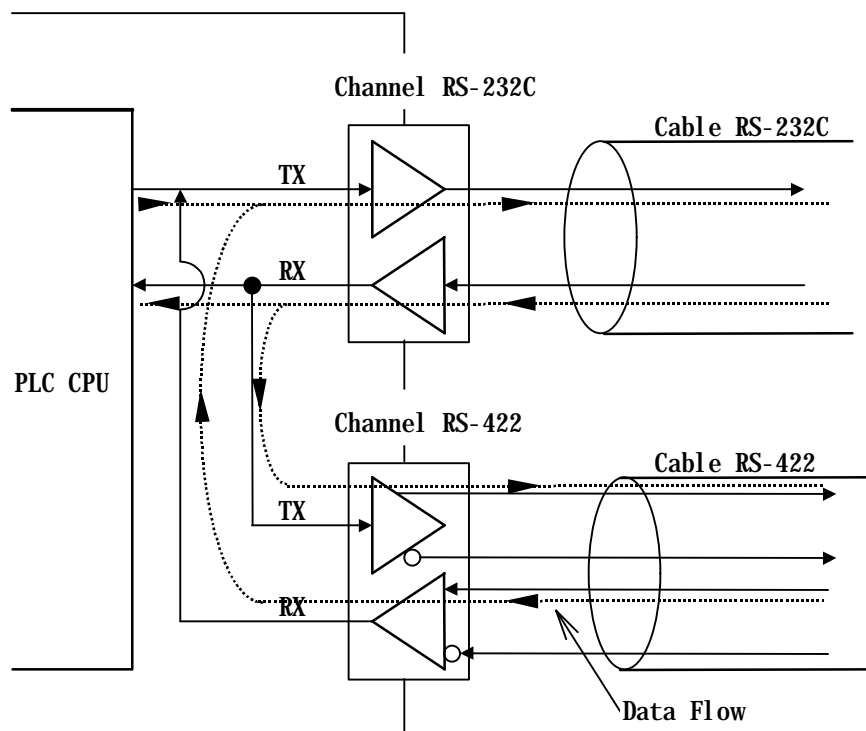 Channel RS-232C
Cable RS-232C
TX
RX
PLC CPU
Channel RS-422
Cable RS-422
TX
RX
Data Flow